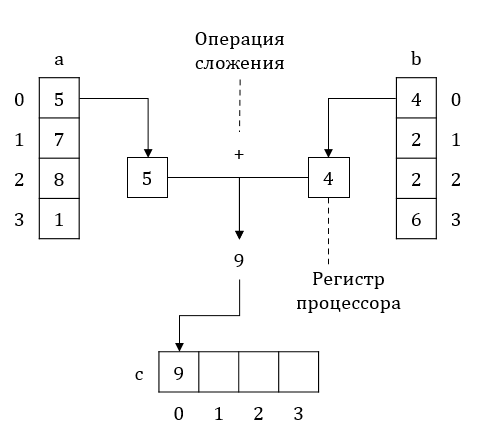 Операция
сложения
a
b
0 5
4 0
1 7
+
2 1
2 8
5
4
2 2
3 1
6 3
9
Регистр
процессора
c 9
0 1 2 3